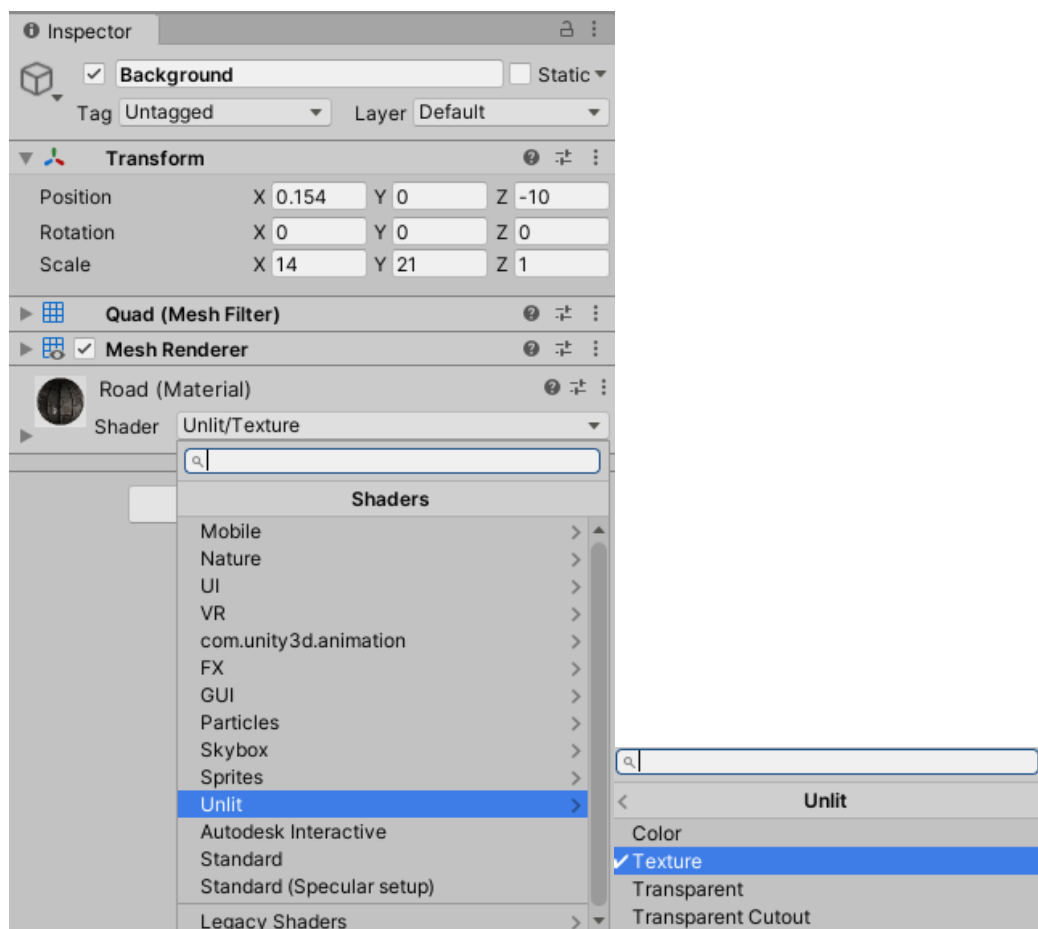 Inspector
Background
Static
Tag Untagged Layer Default
Transform
Position X 0.154 Y 0 Z -10
Rotation X 0 Y 0 Z 0
Scale X 14 Y 21 Z 1
Quad (Mesh Filter)
Mesh Renderer
Road (Material)
Shader Unlit/Texture
Shaders
Mobile
Nature
UI
VR
com.unity3d.animation
FX
GUI
Particles
Skybox
Sprites
Unlit
Autodesk Interactive
Standard
Standard (Specular setup)
Legacy Shaders
Unlit
Color
Texture
Transparent
Transparent Cutout